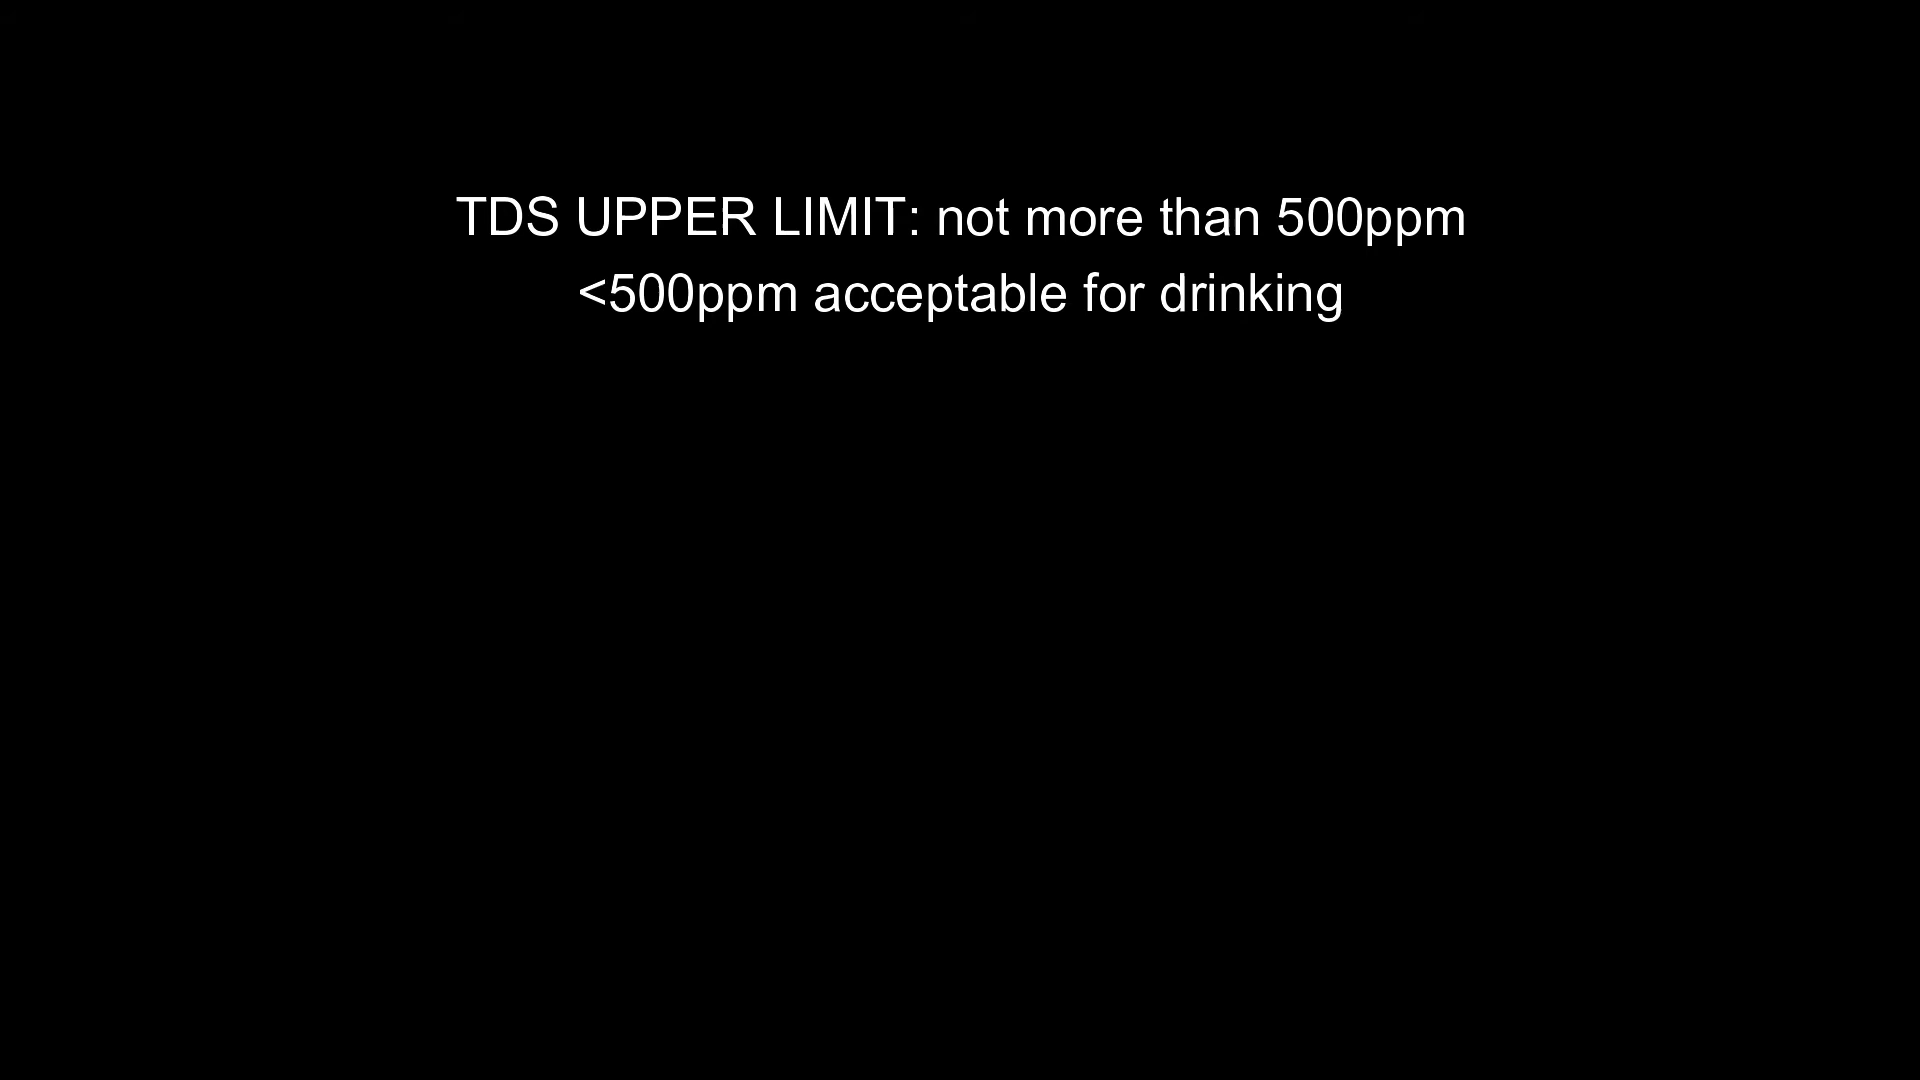 TDS UPPER LIMIT: not more than 500ppm
<500ppm acceptable for drinking